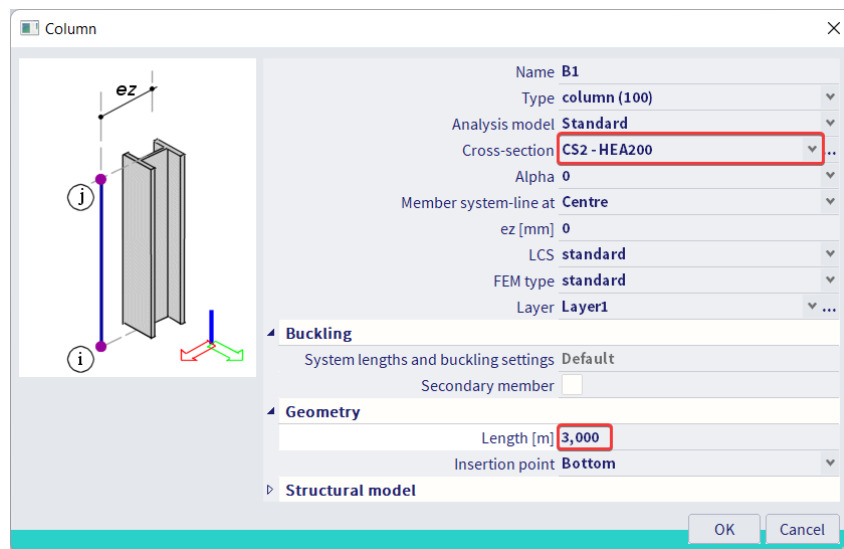 Column
ez
j
i
Name B1
Type column (100)
Analysis model Standard
Cross-section CS2 - HEA200 ...
Alpha 0
Member system-line at Centre
ez [mm] 0
LCS standard
FEM type standard
Layer Layer1 ...
Buckling
System lengths and buckling settings Default
Secondary member
Geometry
Length [m] 3,000
Insertion point Bottom
Structural model
OK Cancel